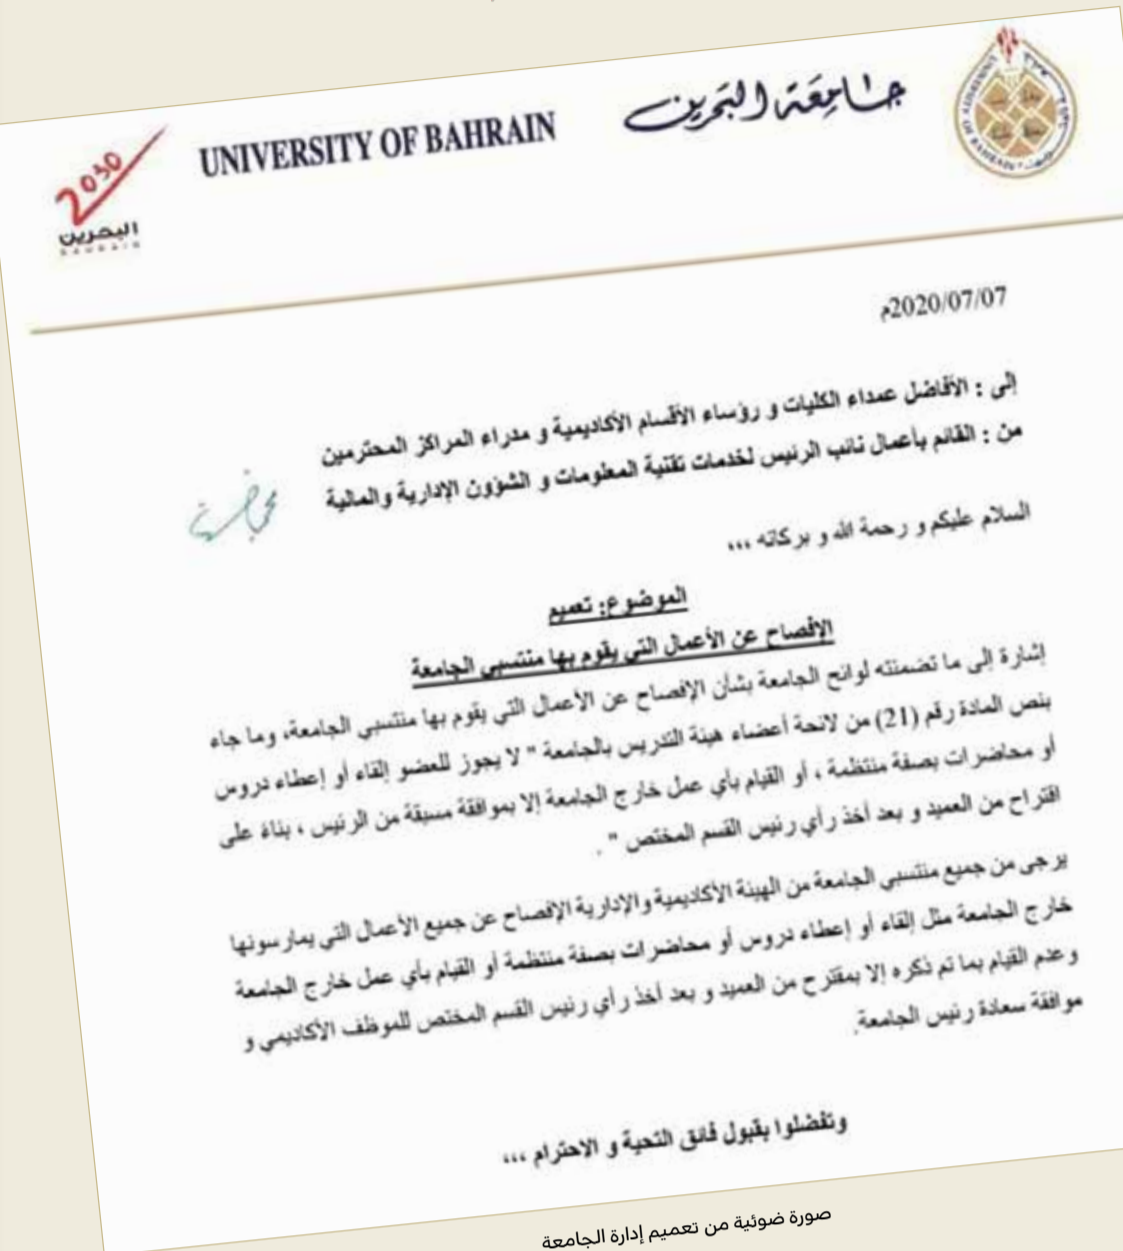 جامعة البحرين
UNIVERSITY OF BAHRAIN
2030
البحرين
BAHRAIN
2020/07/07م
إلى : الأفاضل عمداء الكليات و رؤساء الأقسام الأكاديمية و مدراء المراكز المحترمين
من : القائم بأعمال نائب الرئيس لخدمات تقنية المعلومات و الشؤون الإدارية والمالية
السلام عليكم و رحمة الله و بركاته ،،،
الموضوع: تعميم
الإفصاح عن الأعمال التي يقوم بها منتسبي الجامعة
إشارة إلى ما تضمنته لوائح الجامعة بشأن الإفصاح عن الأعمال التي يقوم بها منتسبي الجامعة، وما جاء
بنص المادة رقم (21) من لائحة أعضاء هيئة التدريس بالجامعة " لا يجوز للعضو إلقاء أو إعطاء دروس
أو محاضرات بصفة منتظمة ، أو القيام بأي عمل خارج الجامعة إلا بموافقة مسبقة من الرئيس ، بناءً على
اقتراح من العميد و بعد أخذ رأي رئيس القسم المختص " .
يرجى من جميع منتسبي الجامعة من الهيئة الأكاديمية والإدارية الإفصاح عن جميع الأعمال التي يمارسونها
خارج الجامعة مثل إلقاء أو إعطاء دروس أو محاضرات بصفة منتظمة أو القيام بأي عمل خارج الجامعة
وعدم القيام بما تم ذكره إلا بمقترح من العميد و بعد أخذ رأي رئيس القسم المختص للموظف الأكاديمي و
موافقة سعادة رئيس الجامعة.
وتفضلوا بقبول فائق التحية و الاحترام ،،،
صورة ضوئية من تعميم إدارة الجامعة